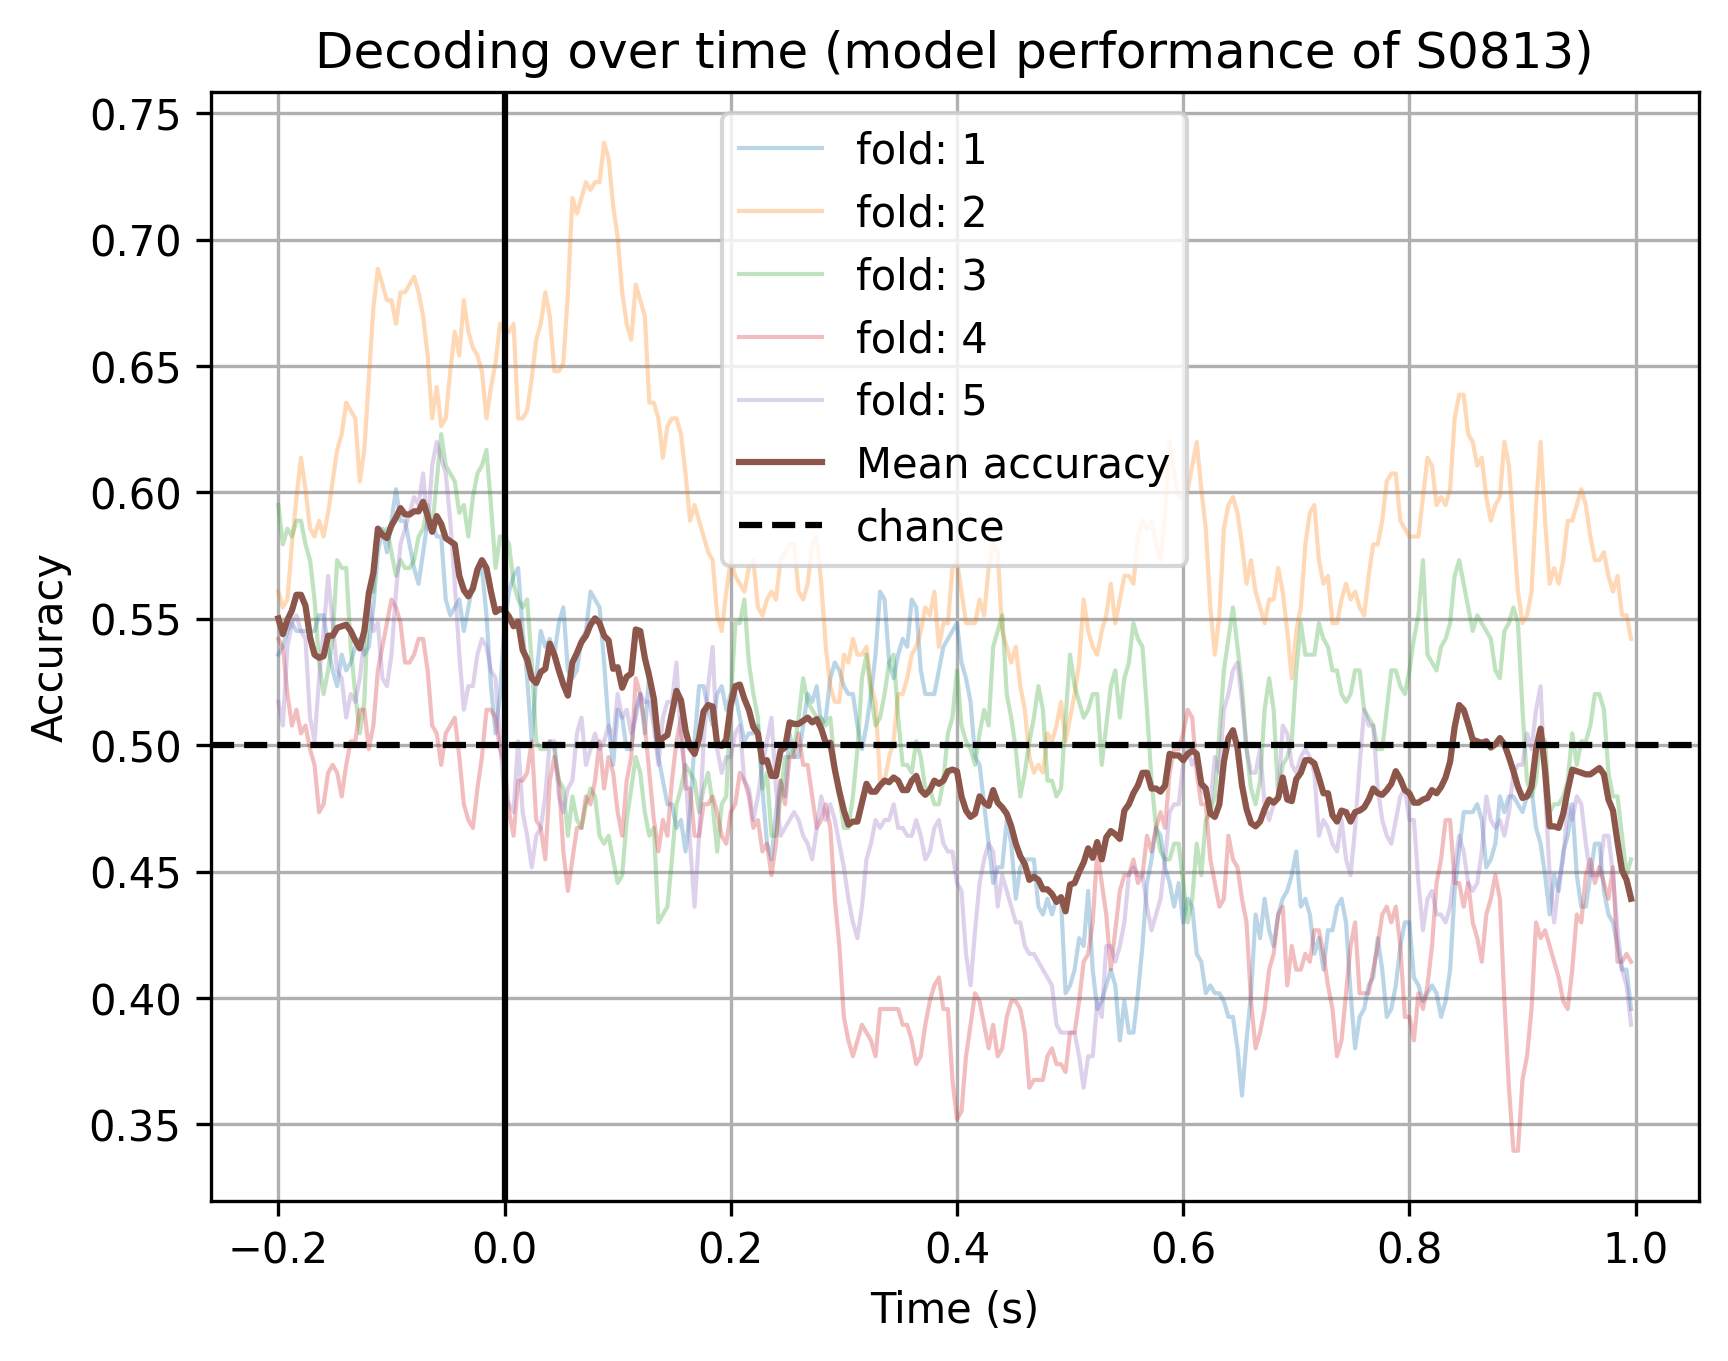 Decoding over time (model performance of S0813)
0.75
0.70
0.65
0.60
0.55
0.50
0.45
0.40
0.35
Accuracy
fold: 1
fold: 2
fold: 3
fold: 4
fold: 5
Mean accuracy
chance
−0.2 0.0 0.2 0.4 0.6 0.8 1.0
Time (s)